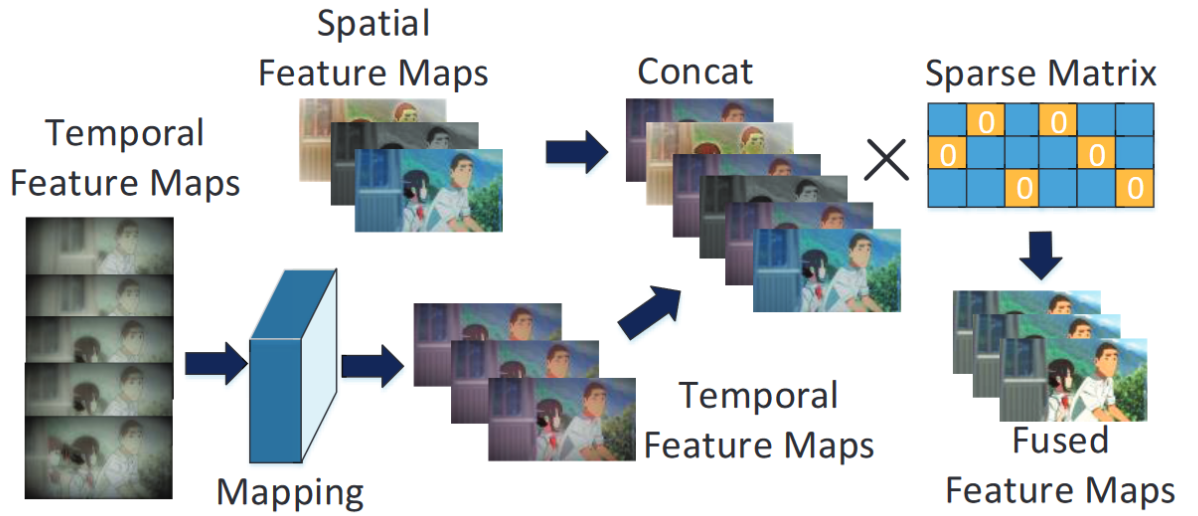 Spatial
Feature Maps
Concat
Sparse Matrix
Temporal
Feature Maps
0 0
0 0
0 0
Mapping
Temporal
Feature Maps
Fused
Feature Maps